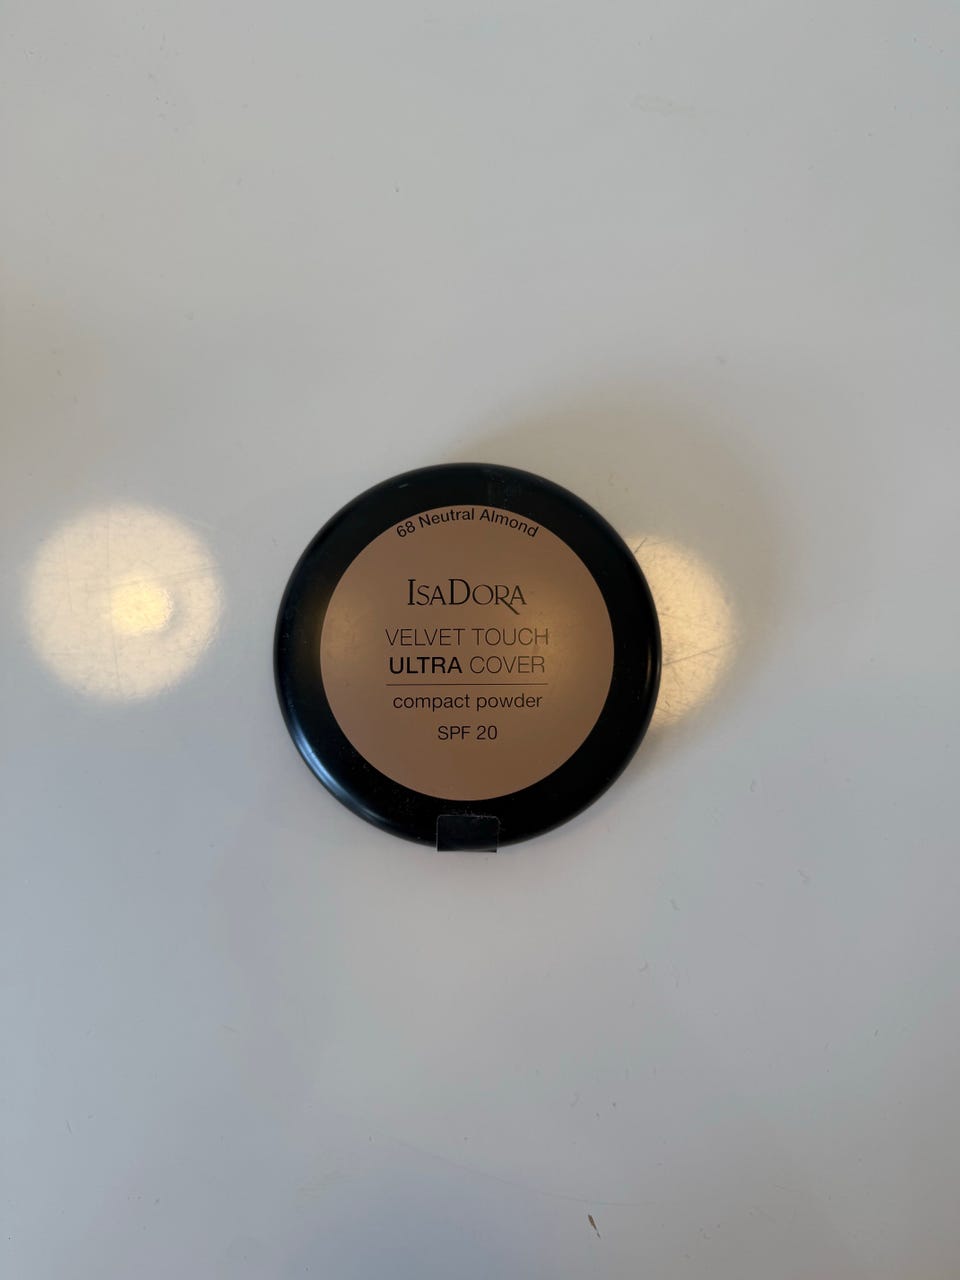 68 Neutral Almond
ISADORA
VELVET TOUCH
ULTRA COVER
compact powder
SPF 20